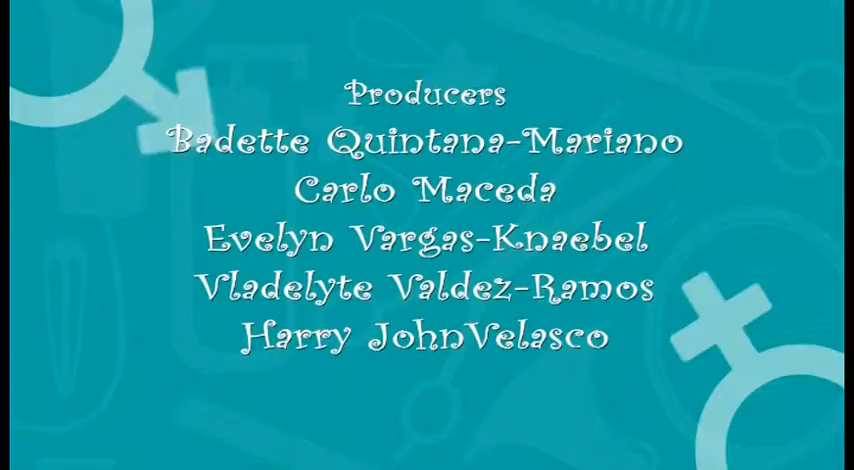 Producers
Badette Quintana-Mariano
Carlo Maceda
Evelyn Vargas-Knaebel
Vladelyte Valdez-Ramos
Harry JohnVelasco